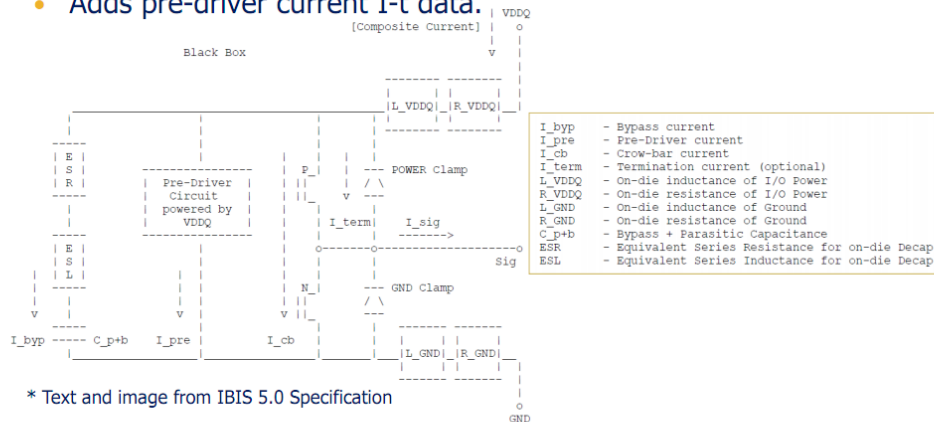 • Adds pre-driver current I-t data.
| VDDQ
[Composite Current] | o
Black Box
|L_VDDQ|_|R_VDDQ|
ESR
Pre-Driver
Circuit
powered by
VDDQ
P_|
POWER Clamp
I_term| I_sig
Sig
ESL
N_|
GND Clamp
I_byp ----- C_p+b I_pre | I_cb
|L_GND|_|R_GND|
GND
I_byp - Bypass current
I_pre - Pre-Driver current
I_cb - Crow-bar current
I_term - Termination current (optional)
L_VDDQ - On-die inductance of I/O Power
R_VDDQ - On-die resistance of I/O Power
L_GND - On-die inductance of Ground
R_GND - On-die resistance of Ground
C_p+b - Bypass + Parasitic Capacitance
ESR - Equivalent Series Resistance for on-die Decap
ESL - Equivalent Series Inductance for on-die Decap
* Text and image from IBIS 5.0 Specification